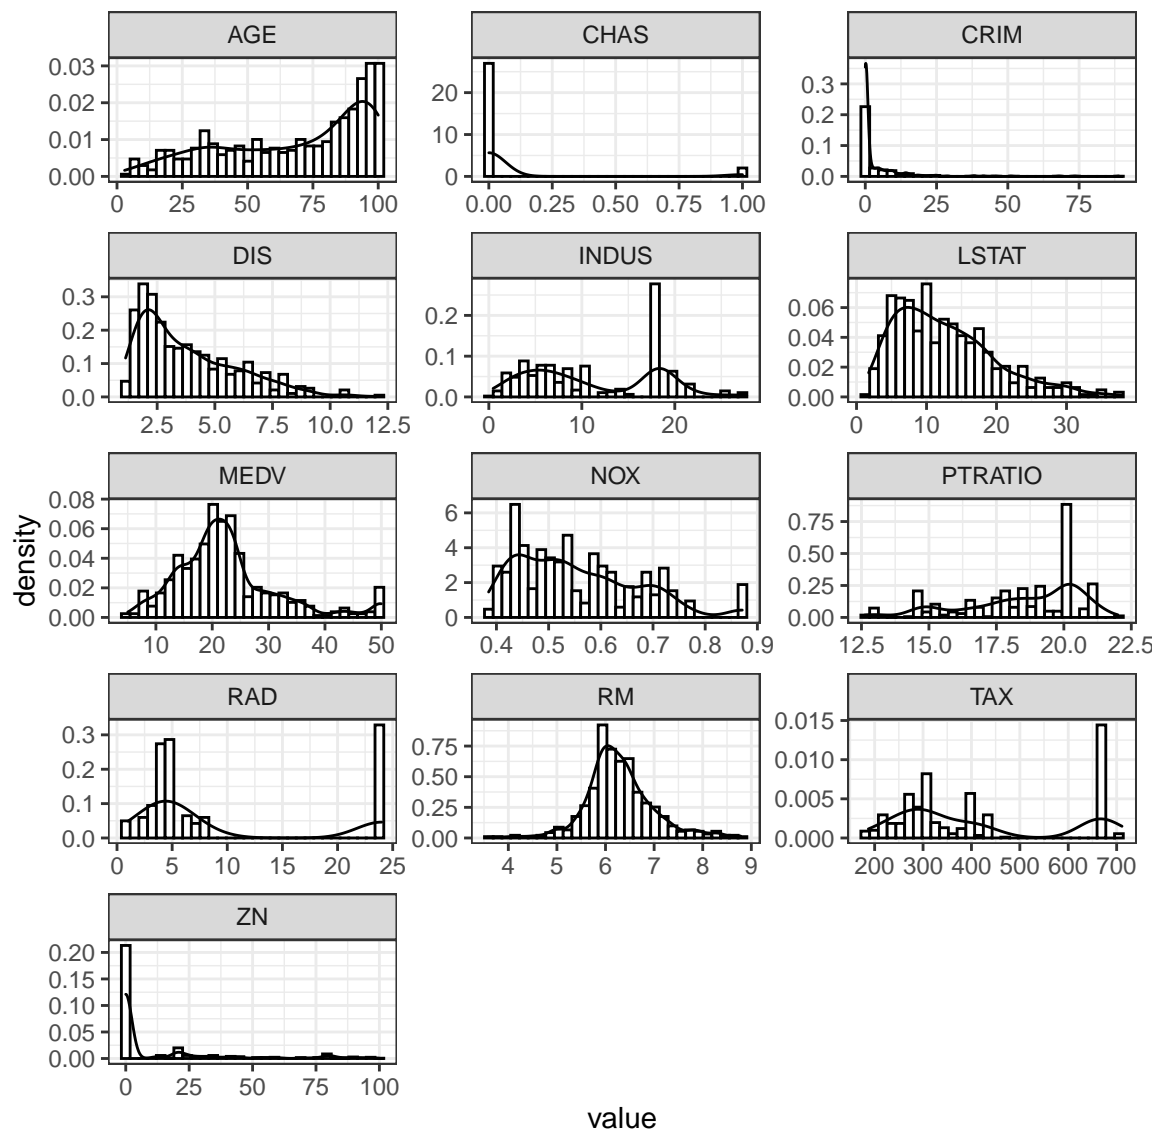 AGE CHAS CRIM
0.03 0.02 0.01 0.00
20 10 0
0.3 0.2 0.1 0.0
0 25 50 75 100
0.00 0.25 0.50 0.75 1.00
0 25 50 75
DIS INDUS LSTAT
0.3 0.2 0.1 0.0
0.2 0.1 0.0
0.06 0.04 0.02 0.00
2.5 5.0 7.5 10.0 12.5
0 10 20
0 10 20 30
MEDV NOX PTRATIO
0.08 0.06 0.04 0.02 0.00
6 4 2 0
0.75 0.50 0.25 0.00
10 20 30 40 50
0.4 0.5 0.6 0.7 0.8 0.9
12.5 15.0 17.5 20.0 22.5
density
RAD RM TAX
0.3 0.2 0.1 0.0
0.75 0.50 0.25 0.00
0.015 0.010 0.005 0.000
0 5 10 15 20 25
4 5 6 7 8 9
200 300 400 500 600 700
ZN
0.20 0.15 0.10 0.05 0.00
0 25 50 75 100
value